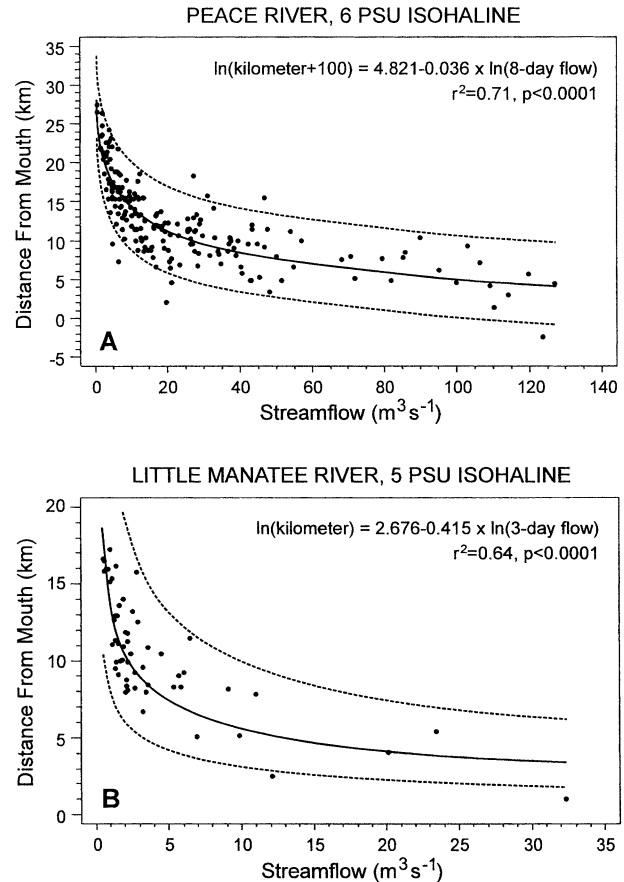 PEACE RIVER, 6 PSU ISOHALINE
ln(kilometer+100) = 4.821-0.036 x ln(8-day flow)
r²=0.71, p<0.0001
Distance From Mouth (km)
35
30
25
20
15
10
5
0
-5
A
0 20 40 60 80 100 120 140
Streamflow (m³s⁻¹)
LITTLE MANATEE RIVER, 5 PSU ISOHALINE
ln(kilometer) = 2.676-0.415 x ln(3-day flow)
r²=0.64, p<0.0001
Distance From Mouth (km)
20
15
10
5
0
B
0 5 10 15 20 25 30 35
Streamflow (m³s⁻¹)